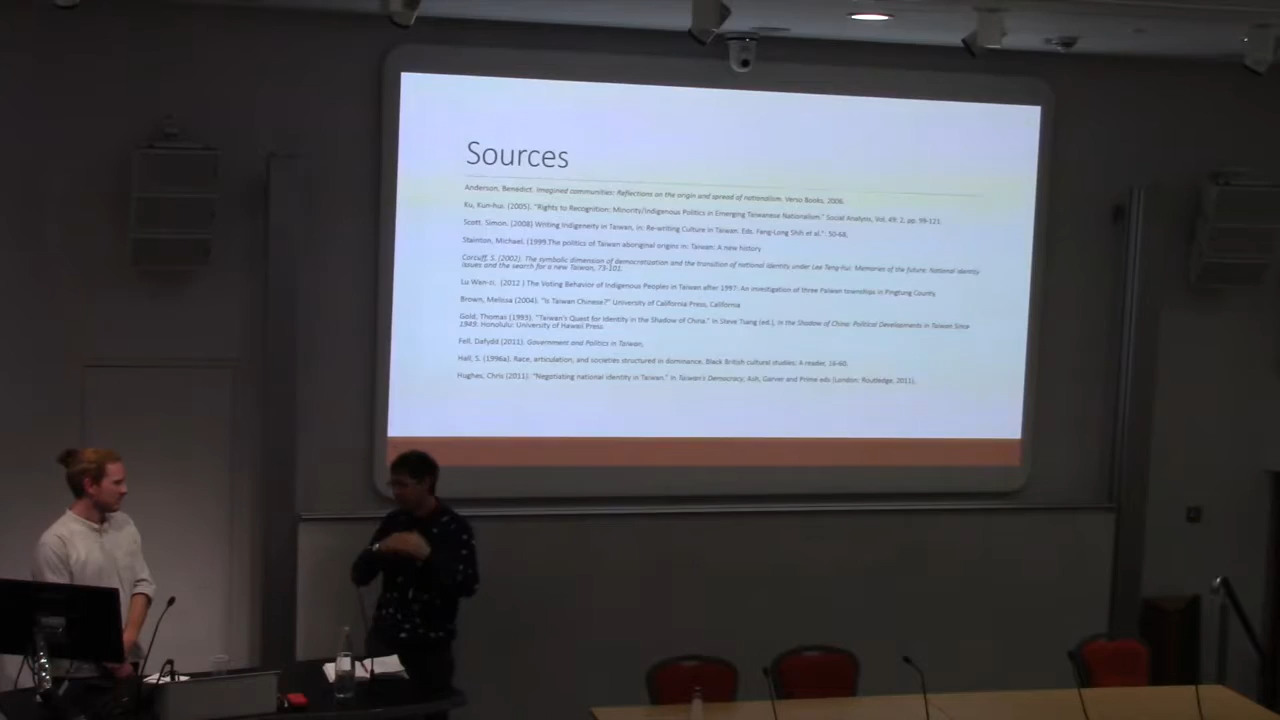 Sources
Anderson, Benedict. Imagined communities: Reflections on the origin and spread of nationalism. Verso Books, 2006.
Ku, Kun-hui. (2005). "Rights to Recognition: Minority/Indigenous Politics in Emerging Taiwanese Nationalism." Social Analysis, Vol. 49: 2, pp. 99-121.
Scott, Simon. (2008) Writing Indigeneity in Taiwan, in: Re-writing Culture in Taiwan. Eds. Fang-Long Shih et al.": 50-68.
Stainton, Michael. (1999.The politics of Taiwan aboriginal origins in: Taiwan: A new history
Corcuff, S. (2002). The symbolic dimension of democratization and the transition of national identity under Lee Teng-hui: Memories of the future. National identity
issues and the search for a new Taiwan, 73-101.
Lu Wan-zi, (2012 ) The Voting Behavior of Indigenous Peoples in Taiwan after 1997: An investigation of three Paiwan townships in Pingtung County.
Brown, Melissa (2004). "Is Taiwan Chinese?" University of California Press, California
Gold, Thomas (1993). "Taiwan's Quest for Identity in the Shadow of China." In Steve Tsang (ed.), In the Shadow of China: Political Developments in Taiwan Since
1949. Honolulu: University of Hawaii Press
Fell, Dafydd (2011). Government and Politics in Taiwan,
Hall, S. (1996a). Race, articulation, and societies structured in dominance. Black British cultural studies: A reader, 16-60.
Hughes, Chris (2011). "Negotiating national identity in Taiwan." In Taiwan's Democracy, Ash, Garver and Prime eds (London: Routledge, 2011).